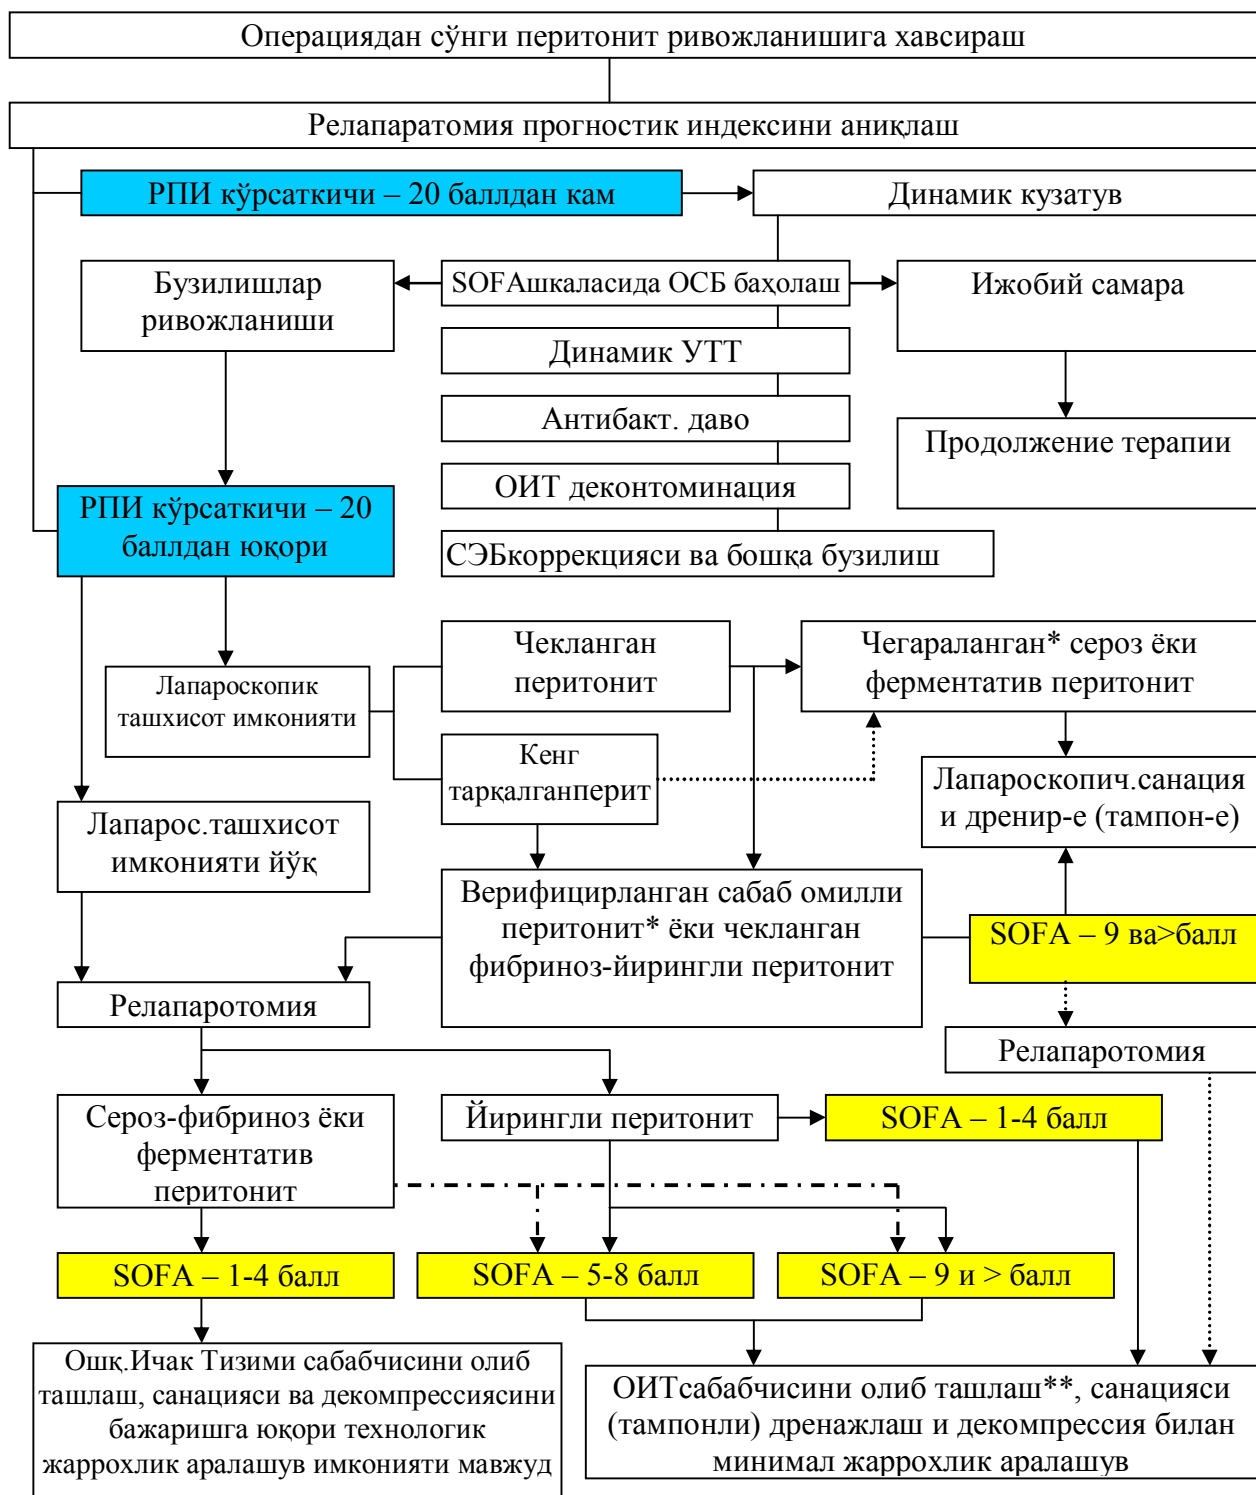 Операциядан сўнги перитонит ривожланишига хавсираш
Релапаратомия прогностик индексини аниқлаш
РПИ кўрсаткичи – 20 баллдан кам
Динамик кузатув
Бузилишлар
ривожланиши
SOFAшкаласида ОСБ баҳолаш
Ижобий самара
Динамик УТТ
Антибакт. даво
Продолжение терапии
ОИТ деконтоминация
РПИ кўрсаткичи – 20
баллдан юқори
СЭБкоррекцияси ва бошқа бузилиш
Чекланган
перитонит
Чегараланган* сероз ёки
ферментатив перитонит
Лапароскопик
ташхисот имконияти
Кенг
тарқалганперит
Лапароскопич.санация
и дренир-е (тампон-е)
Лапарос.ташхисот
имконияти йўқ
Верифицирланган сабаб омилли
перитонит* ёки чекланган
фибриноз-йирингли перитонит
SOFA – 9 ва>балл
Релапаротомия
Релапаротомия
Сероз-фибриноз ёки
ферментатив
перитонит
Йирингли перитонит
SOFA – 1-4 балл
SOFA – 1-4 балл
SOFA – 5-8 балл
SOFA – 9 и > балл
Ошқ.Ичак Тизими сабабчисини олиб
ташлаш, санацияси ва декомпрессиясини
бажаришга юқори технологик
жаррохлик аралашув имконияти мавжуд
ОИТсабабчисини олиб ташлаш**, санацияси
(тампонли) дренажлаш и декомпрессия билан
минимал жаррохлик аралашув